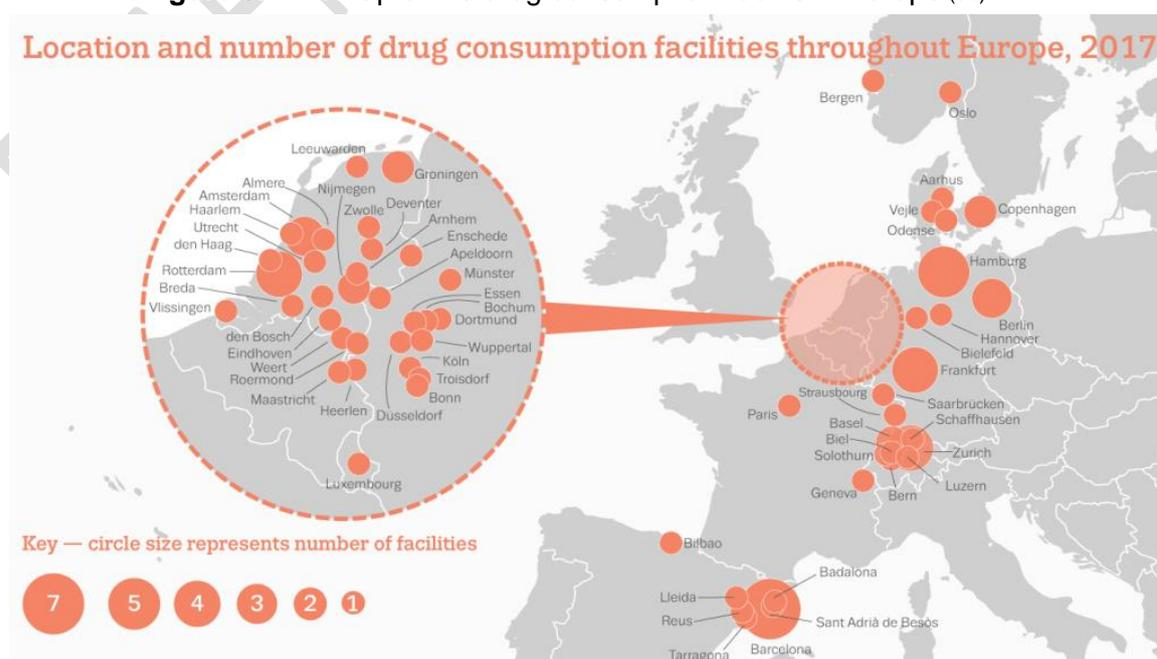 Location and number of drug consumption facilities throughout Europe, 2017
Bergen
Oslo
Aarhus
Vejle
Odense
Copenhagen
Leeuwarden
Groningen
Nijmegen
Almere
Amsterdam
Haarlem
Utrecht
den Haag
Zwolle
Deventer
Arnhem
Enschede
Apeldoorn
Rotterdam
Breda
Vlissingen
Münster
Essen
Bochum
Dortmund
Wuppertal
den Bosch
Eindhoven
Weert
Roermond
Maastricht
Heerlen
Köln
Troisdorf
Bonn
Düsseldorf
Luxembourg
Hamburg
Berlin
Hannover
Bielefeld
Frankfurt
Strausbourg
Saarbrücken
Paris
Schaffhausen
Basel
Biel
Solothurn
Zurich
Luzern
Geneva
Bern
Bilbao
Badalona
Lleida
Reus
Sant Adrià de Besòs
Tarragona
Barcelona
Key — circle size represents number of facilities
7 5 4 3 2 1